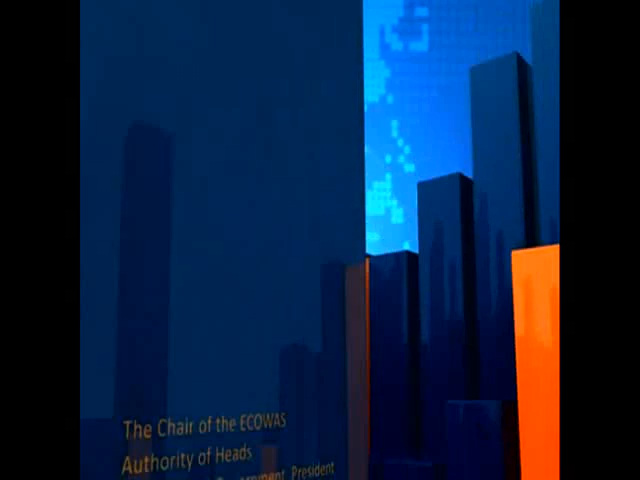 The Chair of the ECOWAS
Authority of Heads
President